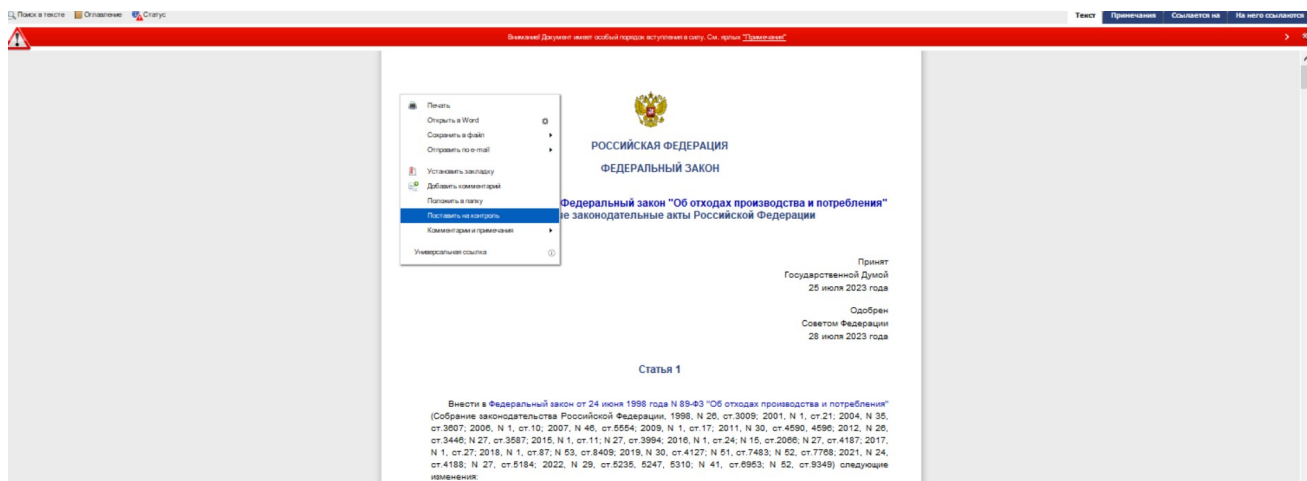 Поиск в тексте Оглавление Статус
Текст Примечания Ссылается на На него ссылаются
Внимание! Документ имеет особый порядок вступления в силу. См. ярлык "Примечания"
Печать
Открыть в Word
Сохранить в файл
Отправить по e-mail
Установить закладку
Добавить комментарий
Положить в папку
Поставить на контроль
Комментарии и примечания
Универсальная ссылка
РОССИЙСКАЯ ФЕДЕРАЦИЯ
ФЕДЕРАЛЬНЫЙ ЗАКОН
Федеральный закон "Об отходах производства и потребления"
е законодательные акты Российской Федерации
Принят
Государственной Думой
25 июля 2023 года
Одобрен
Советом Федерации
28 июля 2023 года
Статья 1
Внести в Федеральный закон от 24 июня 1998 года N 89-ФЗ "Об отходах производства и потребления"
(Собрание законодательства Российской Федерации, 1998, N 26, ст.3009; 2001, N 1, ст.21; 2004, N 35,
ст.3607; 2006, N 1, ст.10; 2007, N 46, ст.5554; 2009, N 1, ст.17; 2011, N 30, ст.4590, 4596; 2012, N 26,
ст.3446; N 27, ст.3587; 2015, N 1, ст.11; N 27, ст.3994; 2016, N 1, ст.24; N 15, ст.2066; N 27, ст.4187; 2017,
N 1, ст.27; 2018, N 1, ст.87; N 53, ст.8409; 2019, N 30, ст.4127; N 51, ст.7483; N 52, ст.7768; 2021, N 24,
ст.4188; N 27, ст.5184; 2022, N 29, ст.5235, 5247, 5310; N 41, ст.6953; N 52, ст.9349) следующие
изменения: